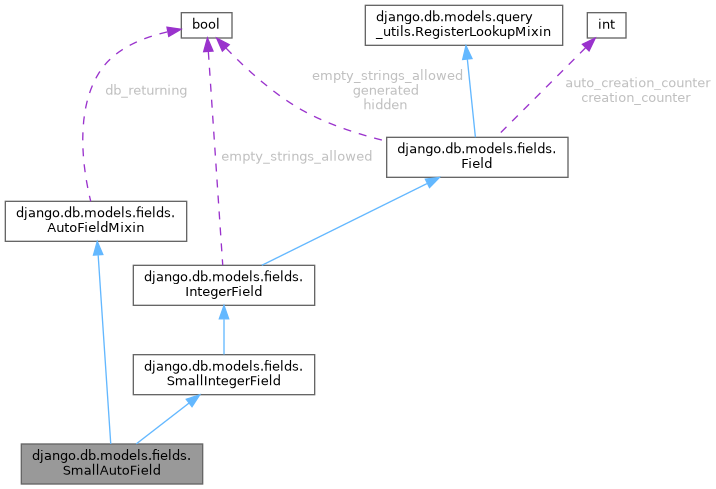 bool
django.db.models.query
_utils.RegisterLookupMixin
int
db_returning
empty_strings_allowed
generated
hidden
auto_creation_counter
creation_counter
empty_strings_allowed
django.db.models.fields.
Field
django.db.models.fields.
AutoFieldMixin
django.db.models.fields.
IntegerField
django.db.models.fields.
SmallIntegerField
django.db.models.fields.
SmallAutoField